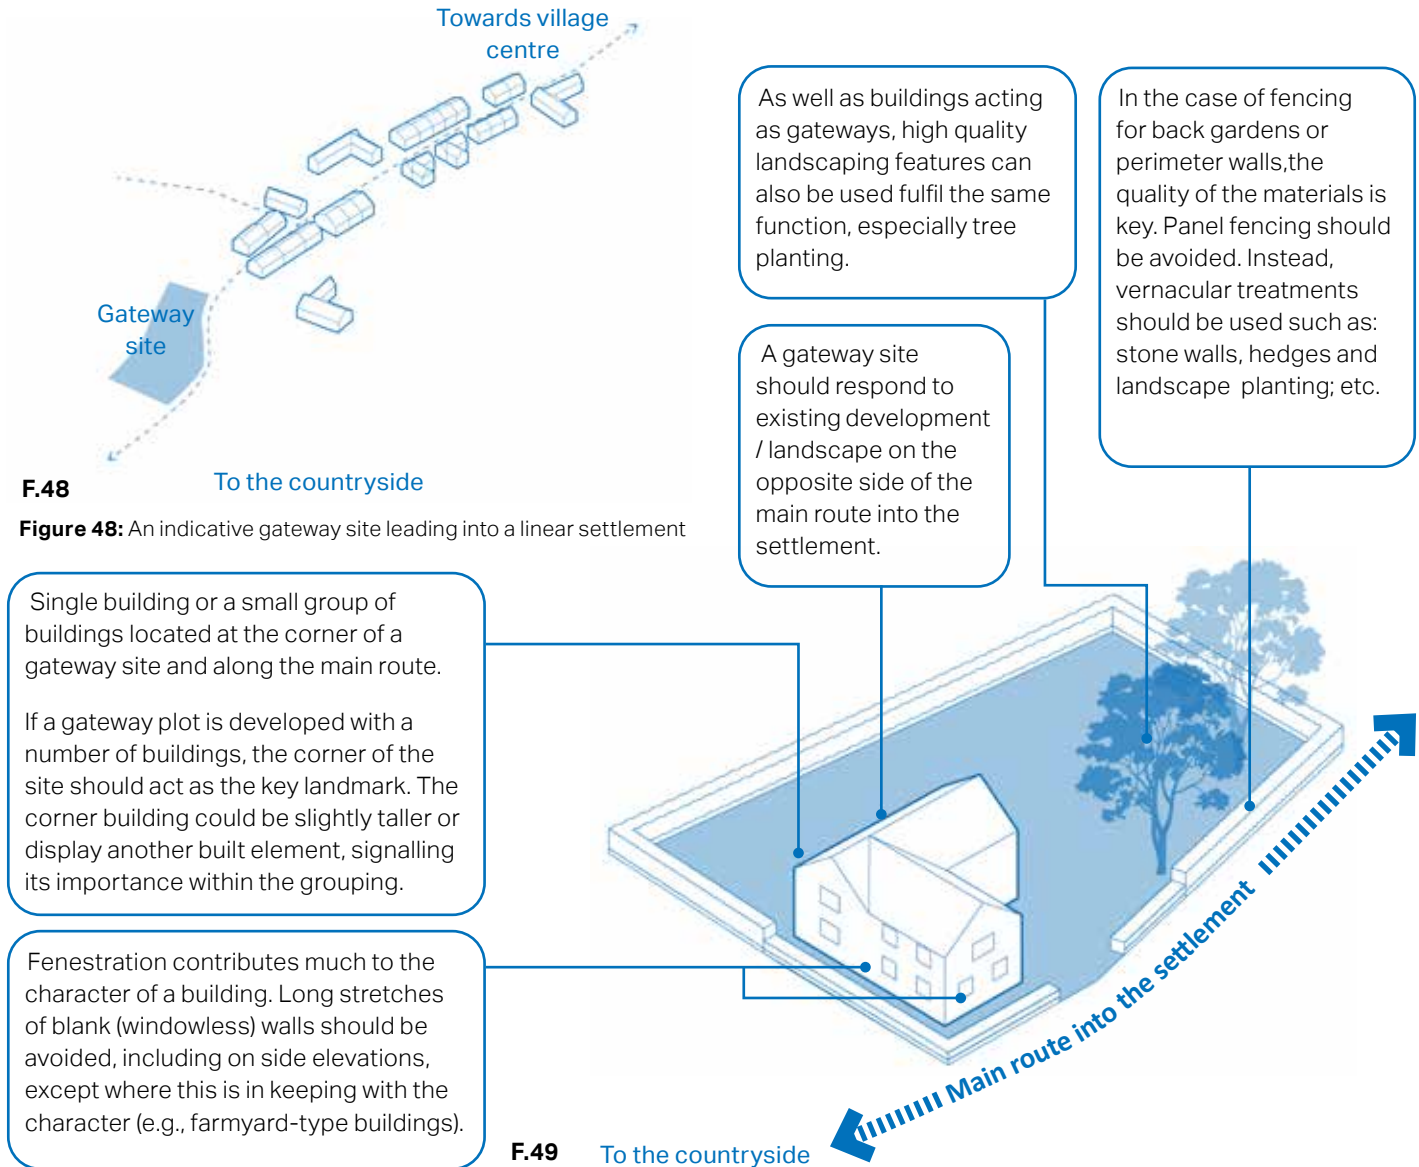 Towards village
centre
Gateway
site
To the countryside
F.48
Figure 48: An indicative gateway site leading into a linear settlement
As well as buildings acting
as gateways, high quality
landscaping features can
also be used fulfil the same
function, especially tree
planting.
In the case of fencing
for back gardens or
perimeter walls,the
quality of the materials is
key. Panel fencing should
be avoided. Instead,
vernacular treatments
should be used such as:
stone walls, hedges and
landscape planting; etc.
A gateway site
should respond to
existing development
/ landscape on the
opposite side of the
main route into the
settlement.
Single building or a small group of
buildings located at the corner of a
gateway site and along the main route.
If a gateway plot is developed with a
number of buildings, the corner of the
site should act as the key landmark. The
corner building could be slightly taller or
display another built element, signalling
its importance within the grouping.
Fenestration contributes much to the
character of a building. Long stretches
of blank (windowless) walls should be
avoided, including on side elevations,
except where this is in keeping with the
character (e.g., farmyard-type buildings).
Main route into the settlement
F.49
To the countryside